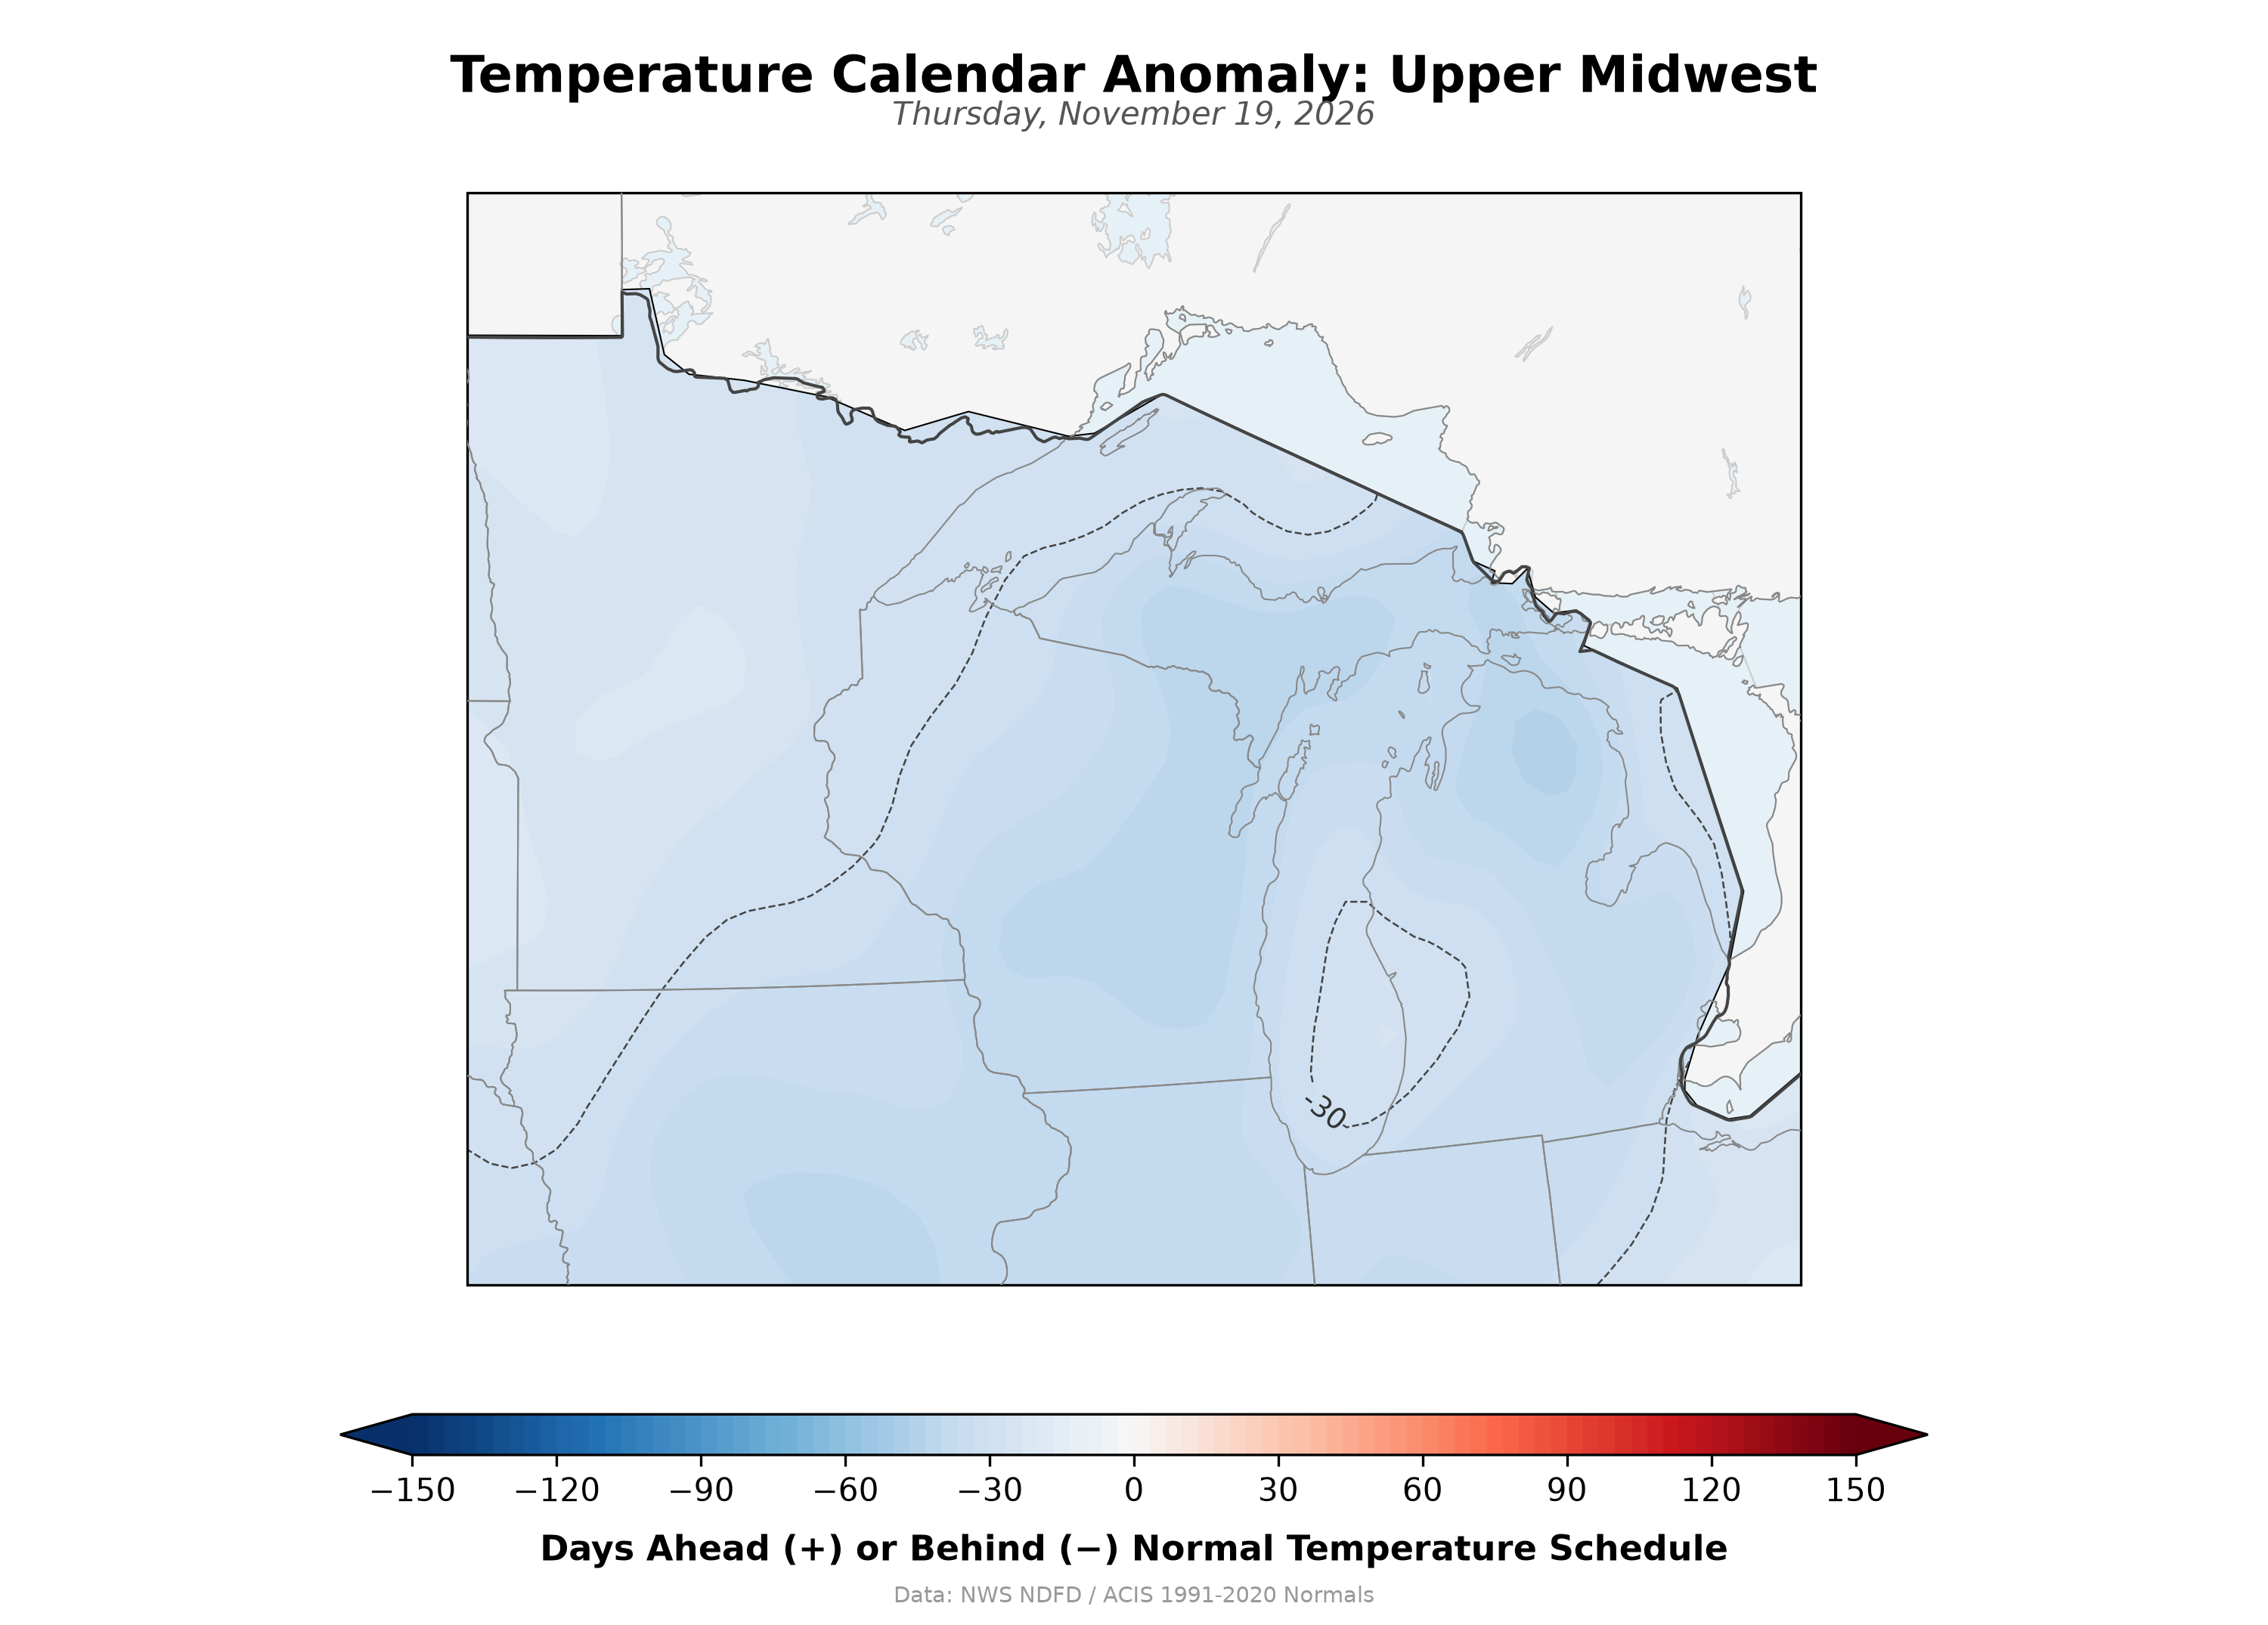 Temperature Calendar Anomaly: Upper Midwest
Thursday, November 19, 2026
-30
−150 −120 −90 −60 −30 0 30 60 90 120 150
Days Ahead (+) or Behind (−) Normal Temperature Schedule
Data: NWS NDFD / ACIS 1991-2020 Normals